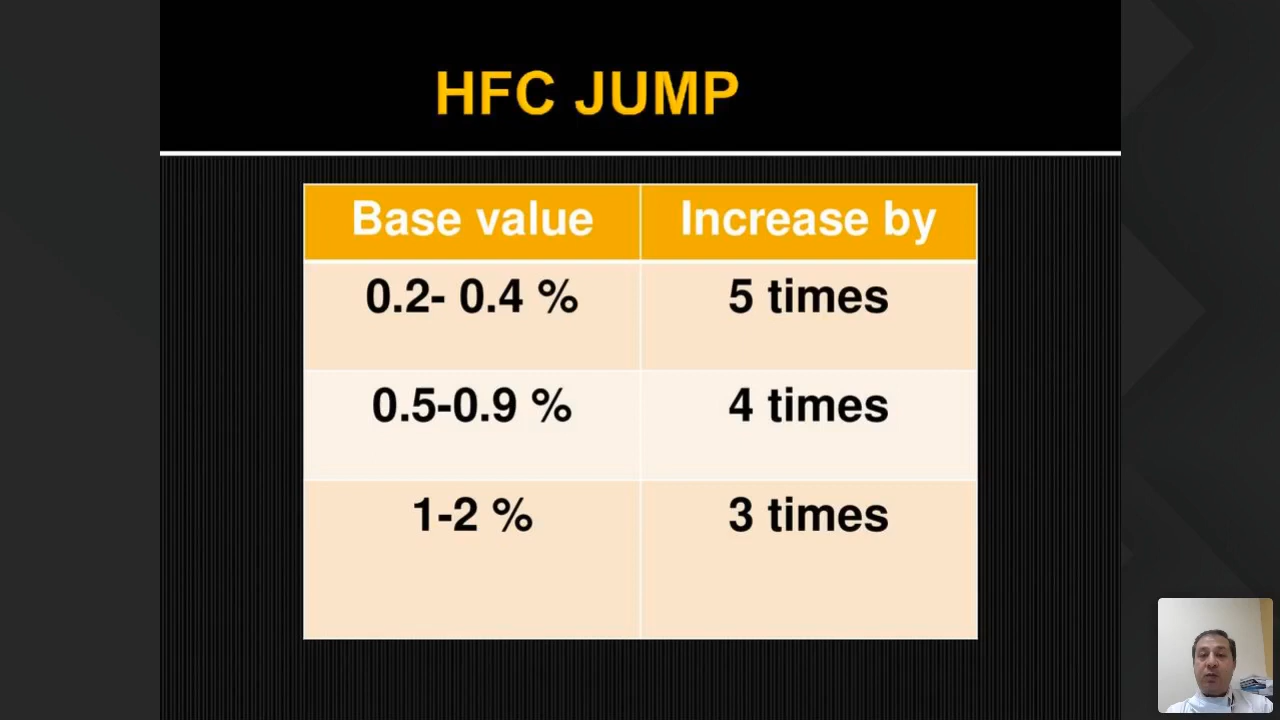 HFC JUMP
Base value Increase by
0.2- 0.4 % 5 times
0.5-0.9 % 4 times
1-2 % 3 times